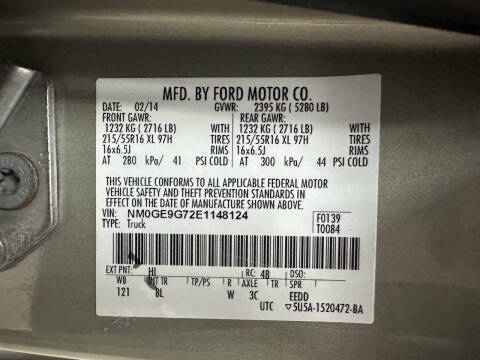 MFD. BY FORD MOTOR CO.
DATE: 02/14 GVWR: 2395 KG ( 5280 LB)
FRONT GAWR: REAR GAWR:
1232 KG ( 2716 LB) WITH 1232 KG ( 2716 LB) WITH
215/55R16 XL 97H TIRES 215/55R16 XL 97H TIRES
16x6.5J RIMS 16x6.5J RIMS
AT 280 kPa/ 41 PSI COLD AT 300 kPa/ 44 PSI COLD
THIS VEHICLE CONFORMS TO ALL APPLICABLE FEDERAL MOTOR
VEHICLE SAFETY AND THEFT PREVENTION STANDARDS IN
EFFECT ON THE DATE OF MANUFACTURE SHOWN ABOVE.
VIN: NM0GE9G72E1148124 F0139
TYPE: Truck T0084
EXT PNT: HI RC: 48 DSO:
WB INT TR TP/PS R AXLE TR SPR
121 8L W 3C EEDD
UTC 5U5A-1520472-BA